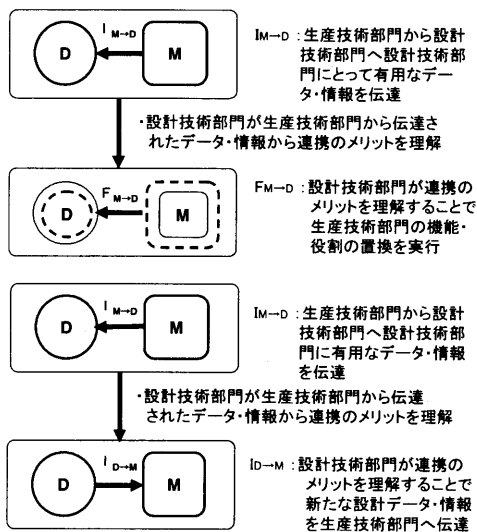 D
I M→D
M
IM→D：生産技術部門から設計
技術部門へ設計技術部
門にとって有用なデー
タ・情報を伝達
・設計技術部門が生産技術部門から伝達さ
れたデータ・情報から連携のメリットを理解
D
F M→D
M
FM→D：設計技術部門が連携の
メリットを理解することで
生産技術部門の機能・
役割の置換を実行
D
I M→D
M
IM→D：生産技術部門から設計
技術部門へ設計技術部
門に有用なデータ・情報
を伝達
・設計技術部門が生産技術部門から伝達
されたデータ・情報から連携のメリットを理解
D
I D→M
M
ID→M：設計技術部門が連携の
メリットを理解することで
新たな設計データ・情報
を生産技術部門へ伝達